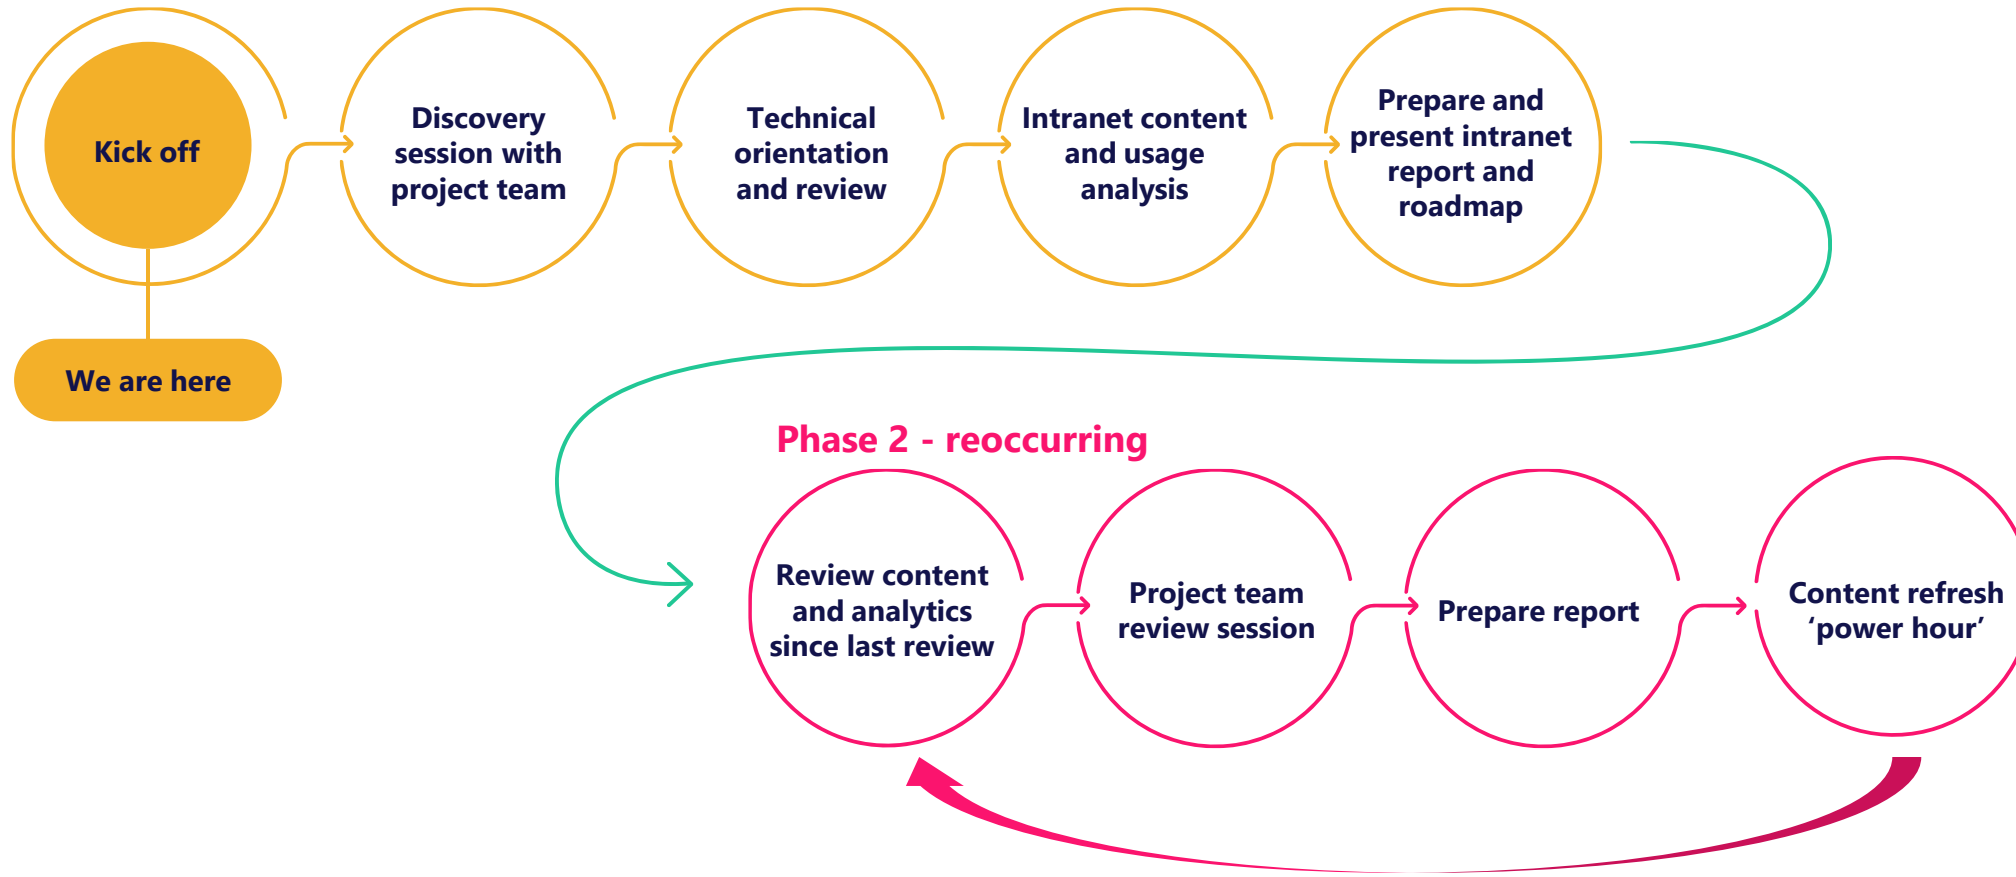 Kick off
Discovery
session with
project team
Technical
orientation
and review
Intranet content
and usage
analysis
Prepare and
present intranet
report and
roadmap
We are here
Phase 2 - reoccurring
Review content
and analytics
since last review
Project team
review session
Prepare report
Content refresh
‘power hour’